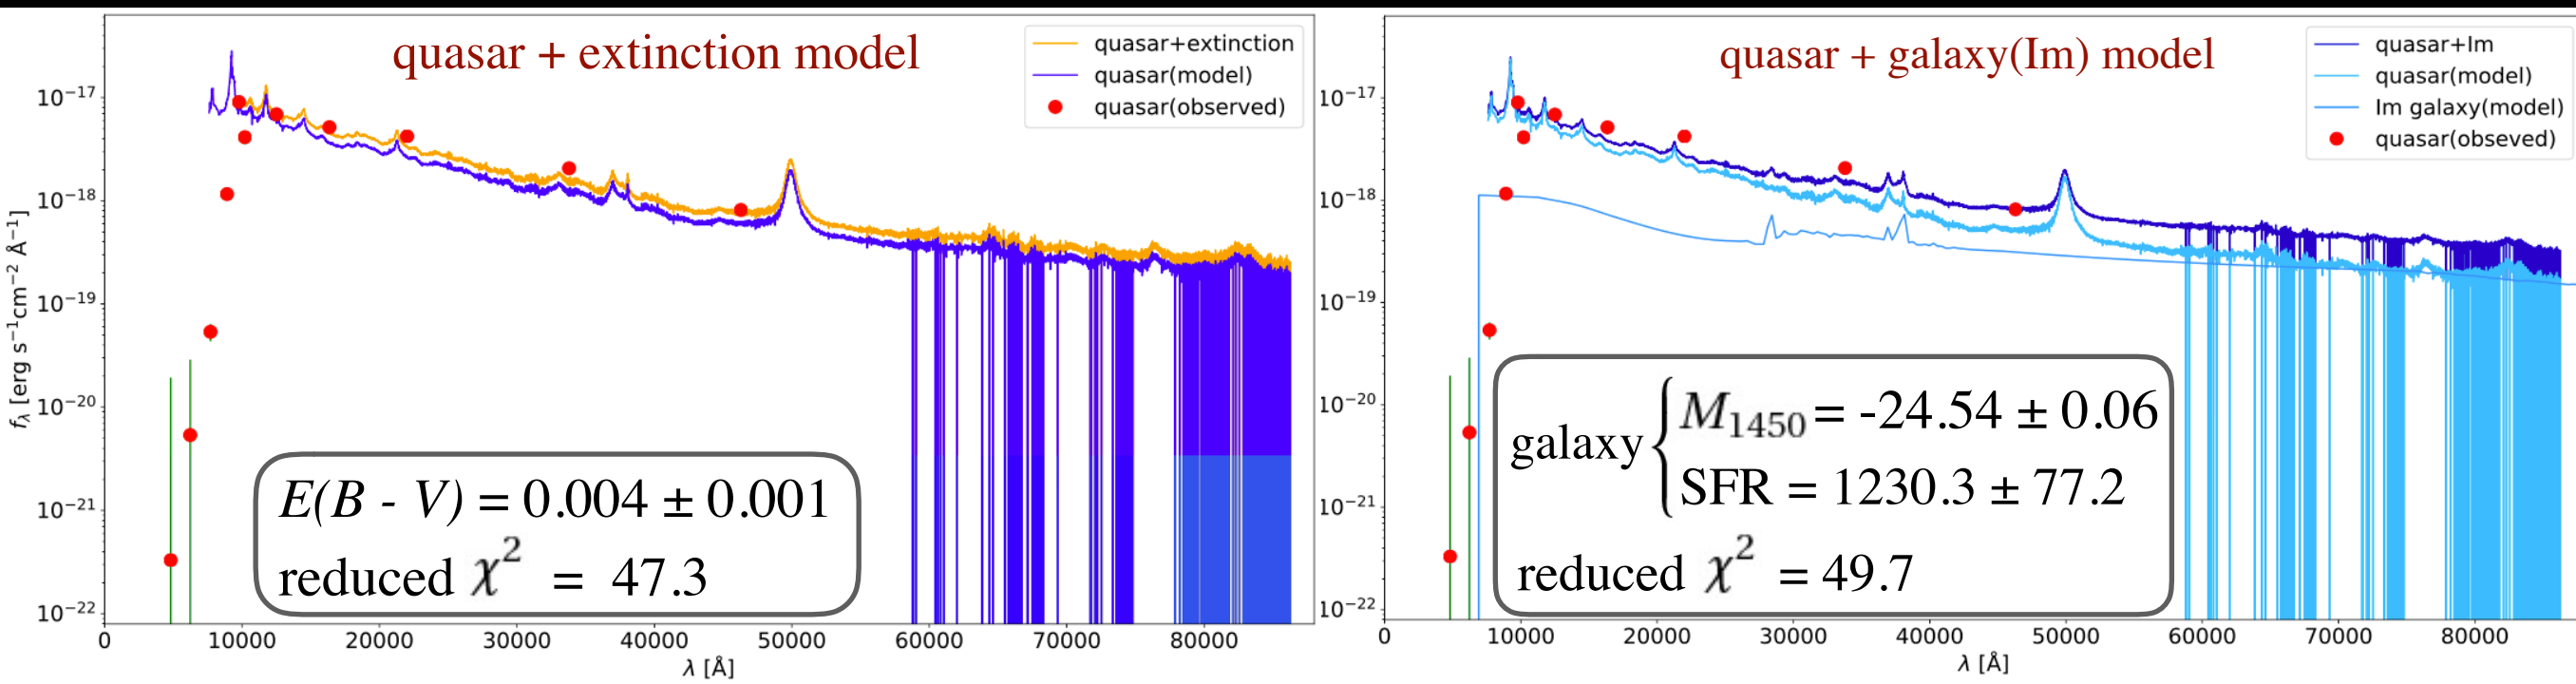 quasar + extinction model
quasar+extinction
quasar(model)
quasar(observed)
10⁻¹⁷
10⁻¹⁸
10⁻¹⁹
10⁻²⁰
10⁻²¹
10⁻²²
fλ [erg s⁻¹cm⁻² Å⁻¹]
E(B - V) = 0.004 ± 0.001
reduced χ² = 47.3
0 10000 20000 30000 40000 50000 60000 70000 80000
λ [Å]
quasar + galaxy(Im) model
quasar+Im
quasar(model)
Im galaxy(model)
quasar(obseved)
10⁻¹⁷
10⁻¹⁸
10⁻¹⁹
10⁻²⁰
10⁻²¹
10⁻²²
galaxy { M₁₄₅₀ = -24.54 ± 0.06
SFR = 1230.3 ± 77.2
reduced χ² = 49.7
0 10000 20000 30000 40000 50000 60000 70000 80000
λ [Å]